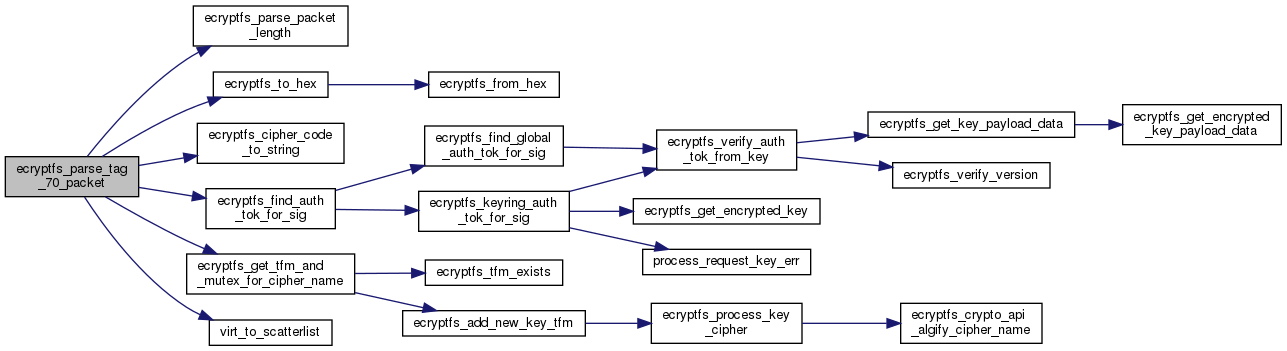 ecryptfs_parse_packet
_length
ecryptfs_to_hex
ecryptfs_from_hex
ecryptfs_cipher_code
_to_string
ecryptfs_parse_tag
_70_packet
ecryptfs_find_auth
_tok_for_sig
ecryptfs_find_global
_auth_tok_for_sig
ecryptfs_keyring_auth
_tok_for_sig
ecryptfs_verify_auth
_tok_from_key
ecryptfs_get_key_payload_data
ecryptfs_get_encrypted
_key_payload_data
ecryptfs_verify_version
ecryptfs_get_encrypted_key
process_request_key_err
ecryptfs_get_tfm_and
_mutex_for_cipher_name
ecryptfs_tfm_exists
ecryptfs_add_new_key_tfm
ecryptfs_process_key
_cipher
ecryptfs_crypto_api
_algify_cipher_name
virt_to_scatterlist